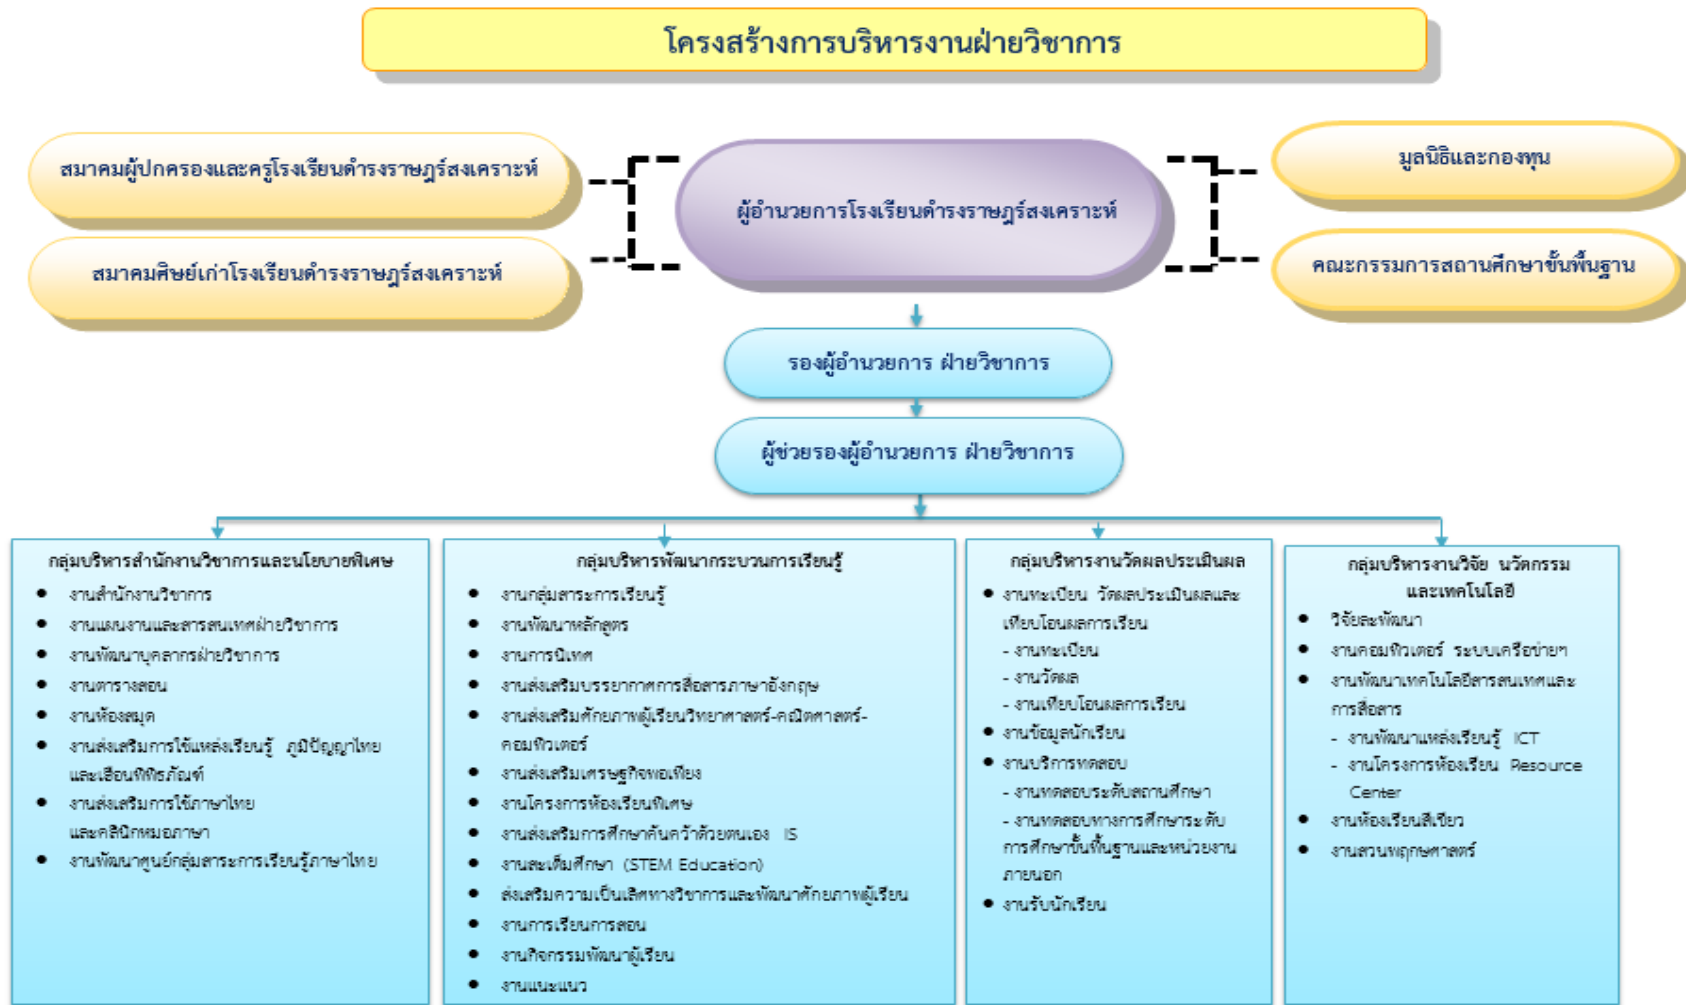 โครงสร้างการบริหารงานฝ่ายวิชาการ
สมาคมผู้ปกครองและครูโรงเรียนดำรงราษฎร์สงเคราะห์
สมาคมศิษย์เก่าโรงเรียนดำรงราษฎร์สงเคราะห์
ผู้อำนวยการโรงเรียนดำรงราษฎร์สงเคราะห์
มูลนิธิและกองทุน
คณะกรรมการสถานศึกษาขั้นพื้นฐาน
รองผู้อำนวยการ ฝ่ายวิชาการ
ผู้ช่วยรองผู้อำนวยการ ฝ่ายวิชาการ
กลุ่มบริหารสำนักงานวิชาการและนโยบายพิเศษ
● งานสำนักงานวิชาการ
● งานแผนงานและสารสนเทศฝ่ายวิชาการ
● งานพัฒนาบุคลากรฝ่ายวิชาการ
● งานตารางสอน
● งานห้องสมุด
● งานส่งเสริมการใช้แหล่งเรียนรู้ ภูมิปัญญาไทย
และเสือนพิพิธภัณฑ์
● งานส่งเสริมการใช้ภาษาไทย
และคลินิกหมอภาษา
● งานพัฒนาศูนย์กลุ่มสาระการเรียนรู้ภาษาไทย
กลุ่มบริหารพัฒนากระบวนการเรียนรู้
● งานกลุ่มสาระการเรียนรู้
● งานพัฒนาหลักสูตร
● งานการนิเทศ
● งานส่งเสริมบรรยากาศการสื่อสารภาษาอังกฤษ
● งานส่งเสริมศักยภาพผู้เรียนวิทยาศาสตร์-คณิตศาสตร์-
คอมพิวเตอร์
● งานส่งเสริมเศรษฐกิจพอเพียง
● งานโครงการห้องเรียนพิเศษ
● งานส่งเสริมการศึกษาค้นคว้าด้วยตนเอง IS
● งานสะเต็มศึกษา (STEM Education)
● ส่งเสริมความเป็นเลิศทางวิชาการและพัฒนาศักยภาพผู้เรียน
● งานการเรียนการสอน
● งานกิจกรรมพัฒนาผู้เรียน
● งานแนะแนว
กลุ่มบริหารงานวัดผลประเมินผล
● งานทะเบียน วัดผลประเมินผลและ
เทียบโอนผลการเรียน
- งานทะเบียน
- งานวัดผล
- งานเทียบโอนผลการเรียน
● งานข้อมูลนักเรียน
● งานบริการทดสอบ
- งานทดสอบระดับสถานศึกษา
- งานทดสอบทางการศึกษาระดับ
การศึกษาขั้นพื้นฐานและหน่วยงาน
ภายนอก
● งานรับนักเรียน
กลุ่มบริหารงานวิจัย นวัตกรรม
และเทคโนโลยี
● วิจัยละพัฒนา
● งานคอมพิวเตอร์ ระบบเครือข่ายฯ
● งานพัฒนาเทคโนโลยีสารสนเทศและ
การสื่อสาร
- งานพัฒนาแหล่งเรียนรู้ ICT
- งานโครงการห้องเรียน Resource
Center
● งานห้องเรียนสีเขียว
● งานสวนพฤกษศาสตร์